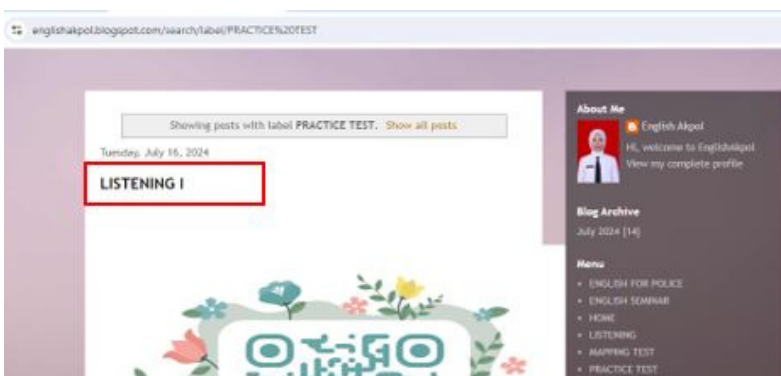 englishakpol.blogspot.com/search/label/PRACTICE%20TEST
Showing posts with label PRACTICE TEST. Show all posts
Tuesday, July 16, 2024
LISTENING I
About Me
English Akpol
Hi, welcome to EnglishAkpol
View my complete profile
Blog Archive
July 2024 (14)
Menu
ENGLISH FOR POLICE
ENGLISH SEMINAR
HOME
LISTENING
MAPPING TEST
PRACTICE TEST